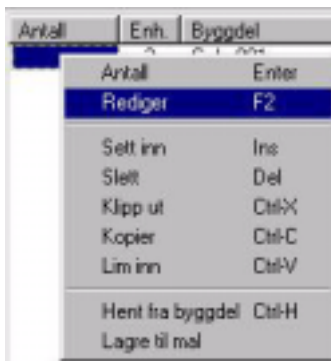 Antall Enh. Byggdel
Antall Enter
Rediger F2
Sett inn Ins
Slett Del
Klipp ut Ctrl-X
Kopier Ctrl-C
Lim inn Ctrl-V
Hent fra byggdel Ctrl-H
Lagre til mal